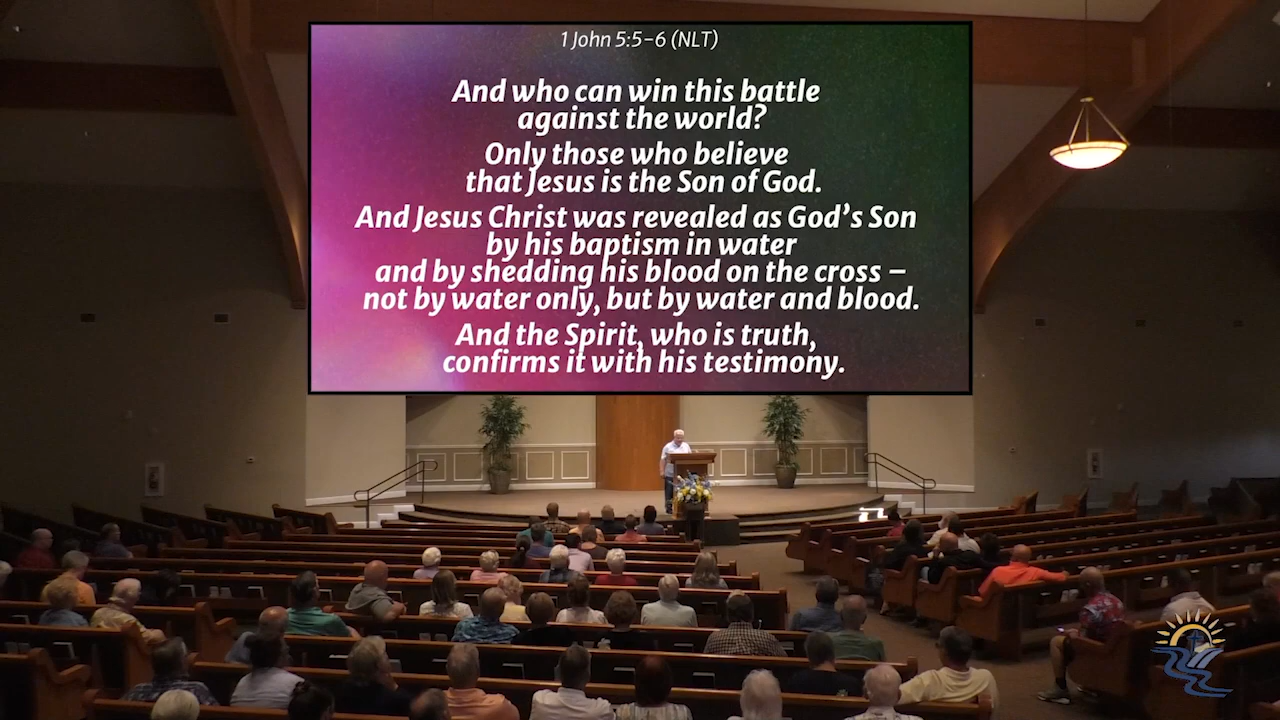 1 John 5:5–6 (NLT)
And who can win this battle
against the world?
Only those who believe
that Jesus is the Son of God.
And Jesus Christ was revealed as God’s Son
by his baptism in water
and by shedding his blood on the cross –
not by water only, but by water and blood.
And the Spirit, who is truth,
confirms it with his testimony.